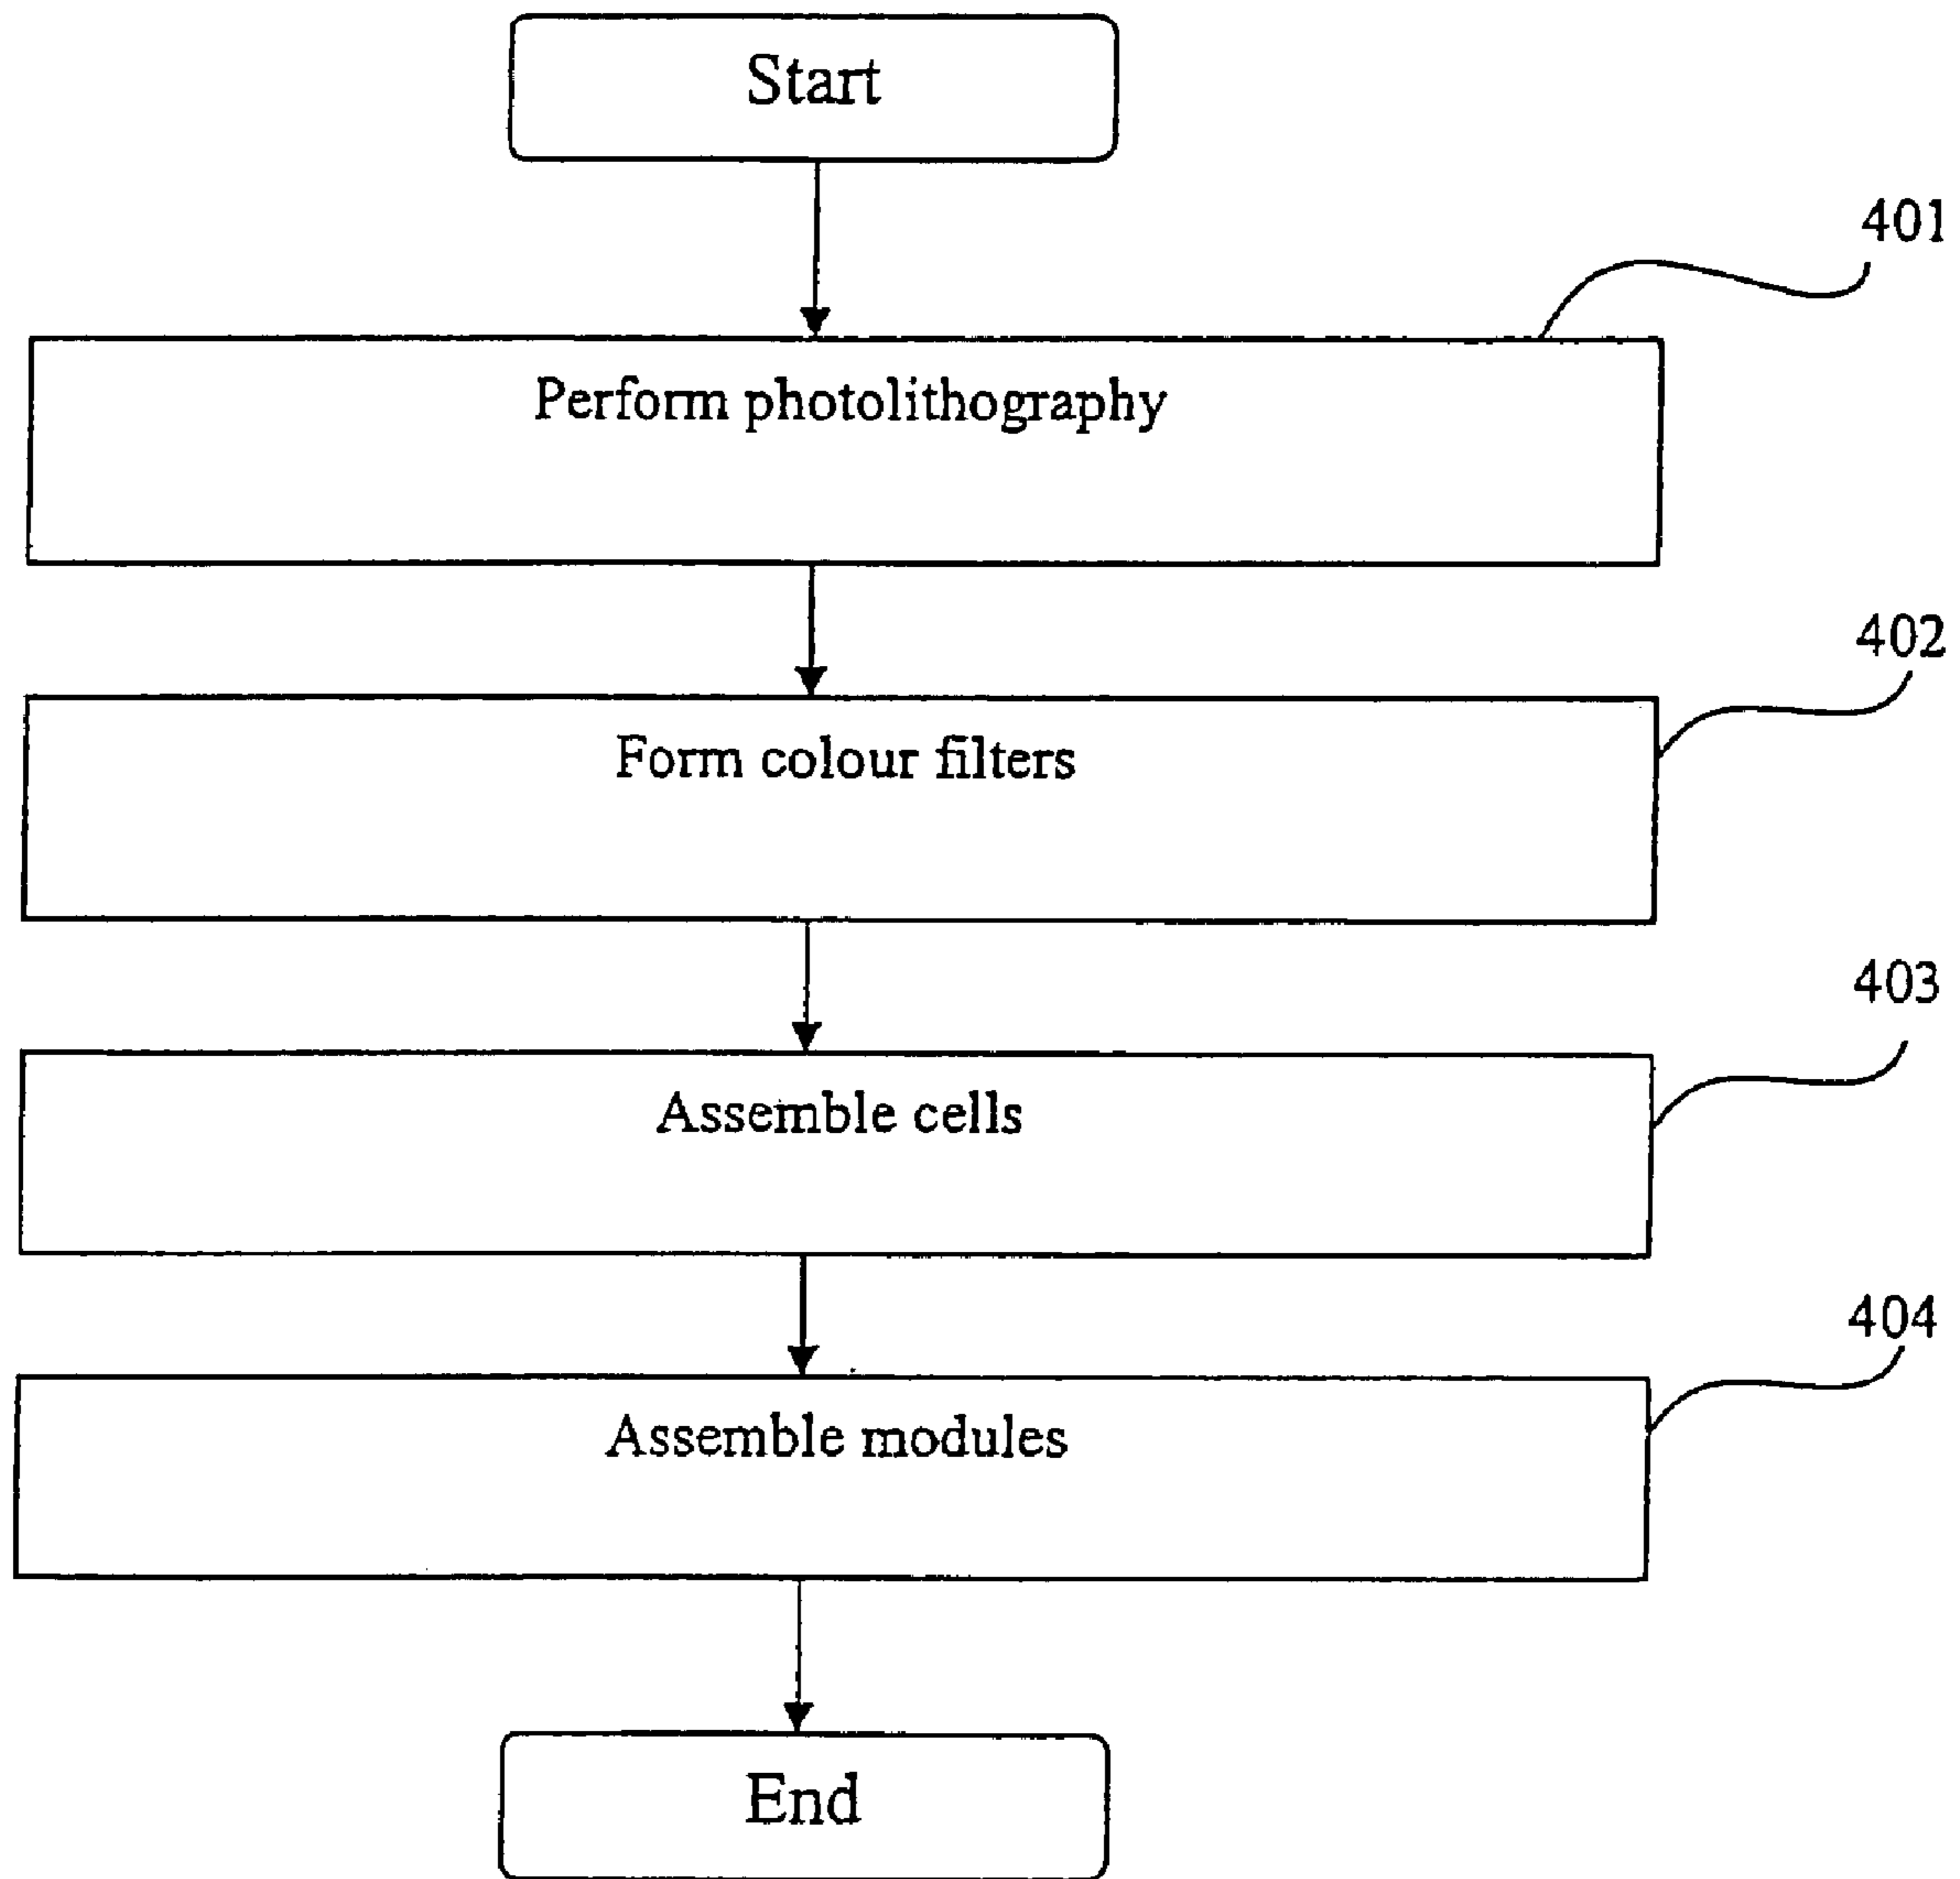 Start
401
Perform photolithography
402
Form colour filters
403
Assemble cells
404
Assemble modules
End